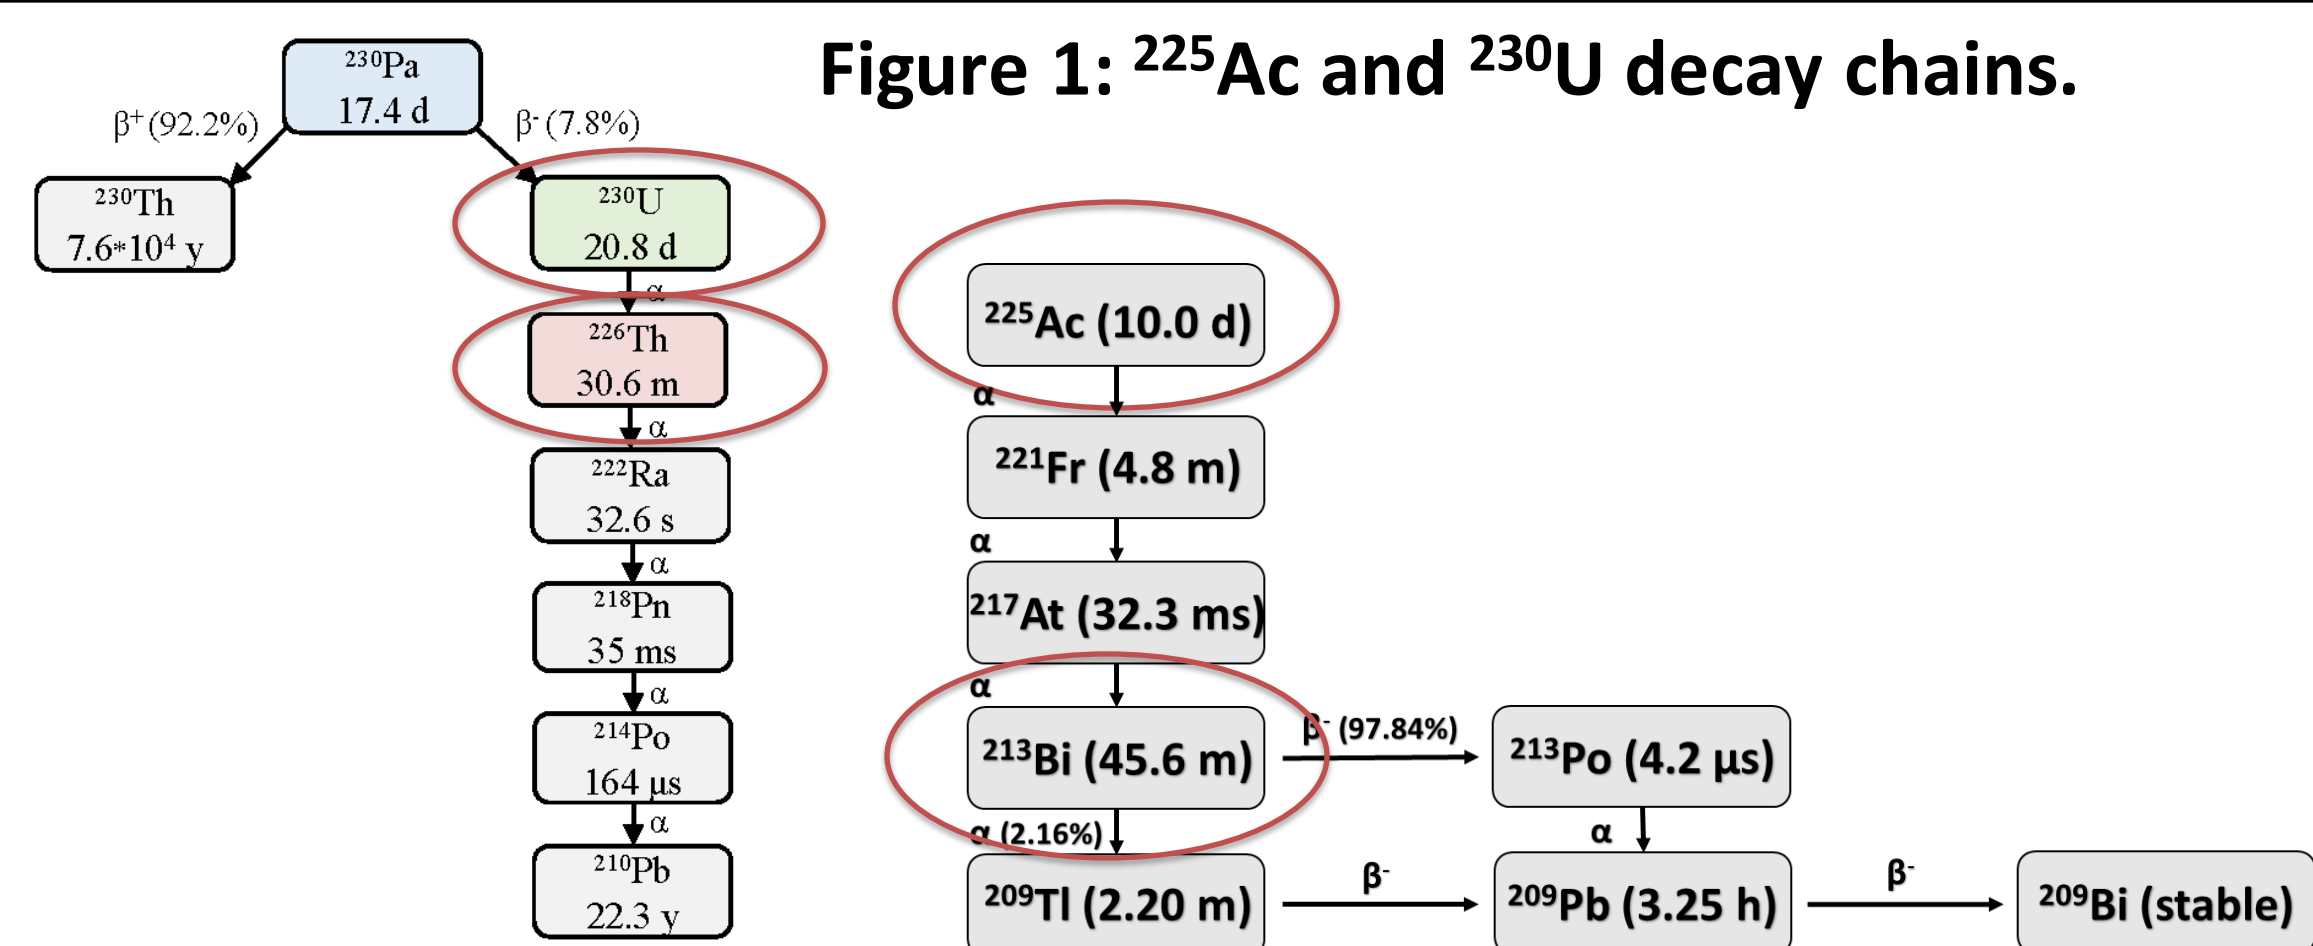 Figure 1: ²²⁵Ac and ²³⁰U decay chains.
²³⁰Pa
17.4 d
β⁺(92.2%)
β⁻ (7.8%)
²³⁰Th
7.6*10⁴ y
²³⁰U
20.8 d
α
²²⁶Th
30.6 m
α
²²²Ra
32.6 s
α
²¹⁸Pn
35 ms
α
²¹⁴Po
164 μs
α
²¹⁰Pb
22.3 y
²²⁵Ac (10.0 d)
α
²²¹Fr (4.8 m)
α
²¹⁷At (32.3 ms)
α
²¹³Bi (45.6 m)
β⁻ (97.84%)
²¹³Po (4.2 μs)
α (2.16%)
α
²⁰⁹Tl (2.20 m)
β⁻
²⁰⁹Pb (3.25 h)
β⁻
²⁰⁹Bi (stable)